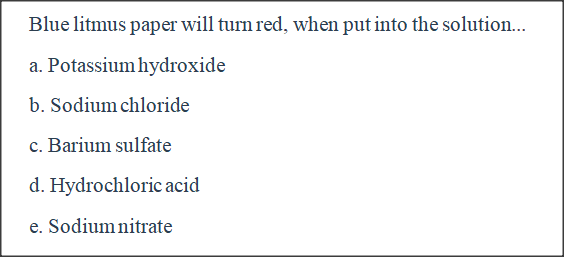 Blue litmus paper will turn red, when put into the solution...
a. Potassium hydroxide
b. Sodium chloride
c. Barium sulfate
d. Hydrochloric acid
e. Sodium nitrate